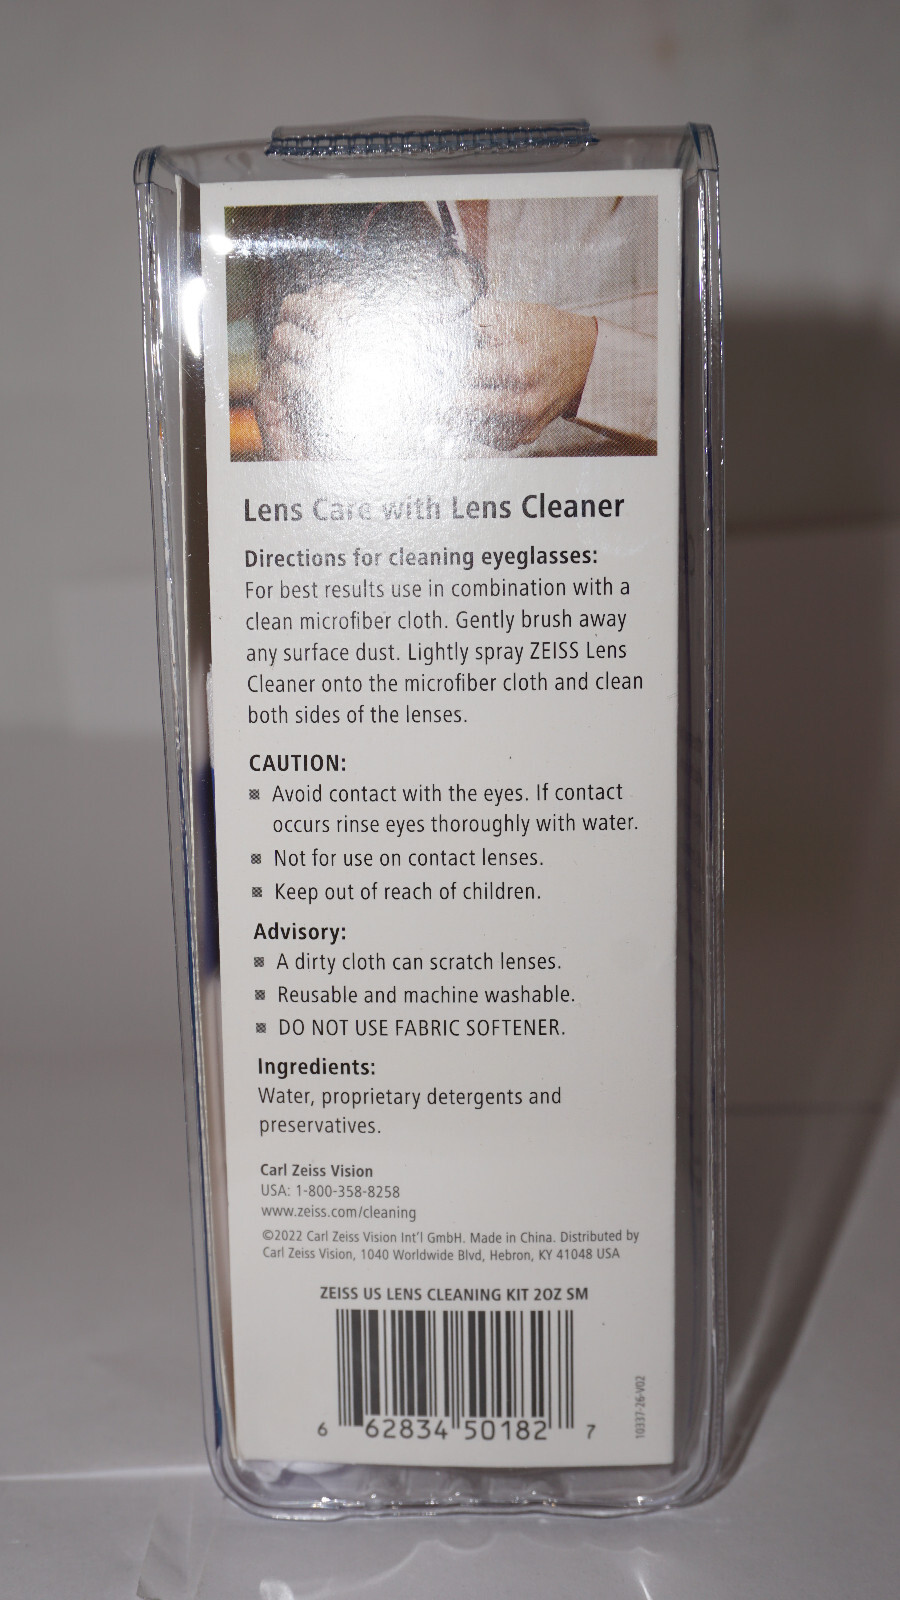 Lens Care with Lens Cleaner
Directions for cleaning eyeglasses:
For best results use in combination with a
clean microfiber cloth. Gently brush away
any surface dust. Lightly spray ZEISS Lens
Cleaner onto the microfiber cloth and clean
both sides of the lenses.
CAUTION:
Avoid contact with the eyes. If contact
occurs rinse eyes thoroughly with water.
Not for use on contact lenses.
Keep out of reach of children.
Advisory:
A dirty cloth can scratch lenses.
Reusable and machine washable.
DO NOT USE FABRIC SOFTENER.
Ingredients:
Water, proprietary detergents and
preservatives.
Carl Zeiss Vision
USA: 1-800-358-8258
www.zeiss.com/cleaning
©2022 Carl Zeiss Vision Int'l GmbH. Made in China. Distributed by
Carl Zeiss Vision, 1040 Worldwide Blvd, Hebron, KY 41048 USA
ZEISS US LENS CLEANING KIT 2OZ SM
6 62834 50182 7
10337-26-V02